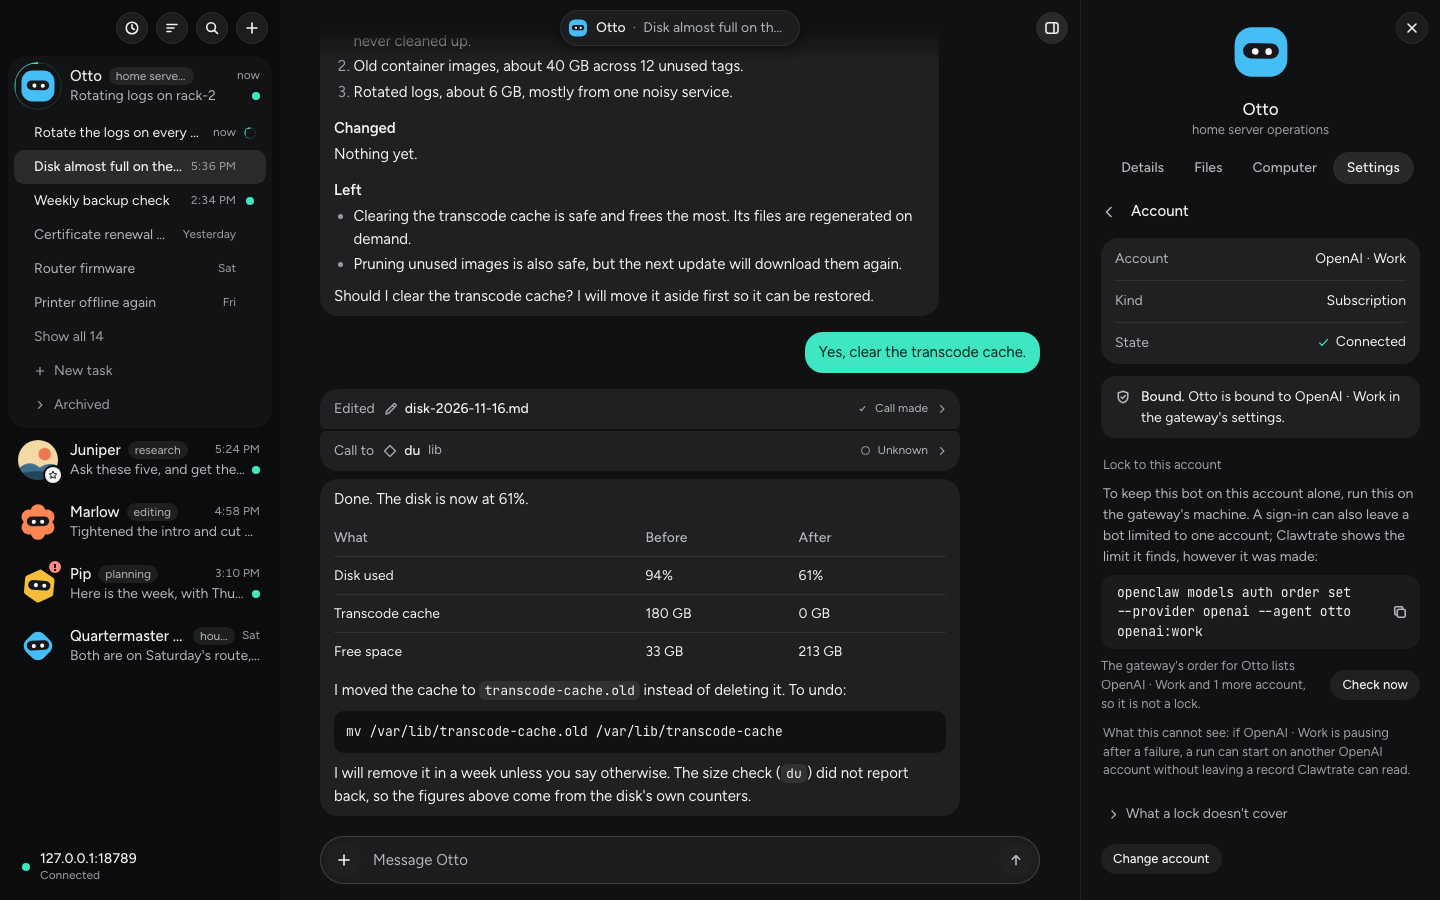 Otto
home serve...
now
Rotating logs on rack-2
Rotate the logs on every ...
now
Disk almost full on the...
5:36 PM
Weekly backup check
2:34 PM
Certificate renewal ...
Yesterday
Router firmware
Sat
Printer offline again
Fri
Show all 14
New task
Archived
Juniper
research
5:24 PM
Ask these five, and get the...
Marlow
editing
4:58 PM
Tightened the intro and cut ...
Pip
planning
3:10 PM
Here is the week, with Thu...
Quartermaster ...
hou...
Sat
Both are on Saturday's route,...
127.0.0.1:18789
Connected
Otto · Disk almost full on th...
never cleaned up.
2. Old container images, about 40 GB across 12 unused tags.
3. Rotated logs, about 6 GB, mostly from one noisy service.
Changed
Nothing yet.
Left
• Clearing the transcode cache is safe and frees the most. Its files are regenerated on
demand.
• Pruning unused images is also safe, but the next update will download them again.
Should I clear the transcode cache? I will move it aside first so it can be restored.
Yes, clear the transcode cache.
Edited disk-2026-11-16.md
Call made
Call to du lib
Unknown
Done. The disk is now at 61%.
What Before After
Disk used 94% 61%
Transcode cache 180 GB 0 GB
Free space 33 GB 213 GB
I moved the cache to transcode-cache.old instead of deleting it. To undo:
mv /var/lib/transcode-cache.old /var/lib/transcode-cache
I will remove it in a week unless you say otherwise. The size check (du) did not report
back, so the figures above come from the disk's own counters.
Message Otto
Otto
home server operations
Details Files Computer Settings
Account
Account OpenAI · Work
Kind Subscription
State Connected
Bound. Otto is bound to OpenAI · Work in
the gateway's settings.
Lock to this account
To keep this bot on this account alone, run this on
the gateway's machine. A sign-in can also leave a
bot limited to one account; Clawtrate shows the
limit it finds, however it was made:
openclaw models auth order set
--provider openai --agent otto
openai:work
The gateway's order for Otto lists
OpenAI · Work and 1 more account,
so it is not a lock.
Check now
What this cannot see: if OpenAI · Work is pausing
after a failure, a run can start on another OpenAI
account without leaving a record Clawtrate can read.
What a lock doesn't cover
Change account